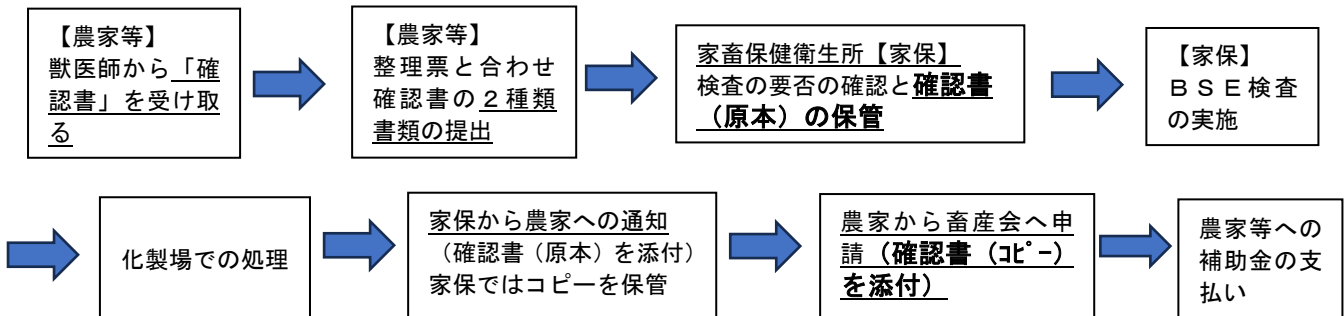 【農家等】
獣医師から「確
認書」を受け取
る
【農家等】
整理票と合わせ
確認書の２種類
書類の提出
家畜保健衛生所【家保】
検査の要否の確認と確認書
（原本）の保管
【家保】
ＢＳＥ検査
の実施
化製場での処理
家保から農家への通知
（確認書（原本）を添付）
家保ではコピーを保管
農家から畜産会へ申
請（確認書（ｺﾋﾟｰ）
を添付）
農家等への
補助金の支
払い